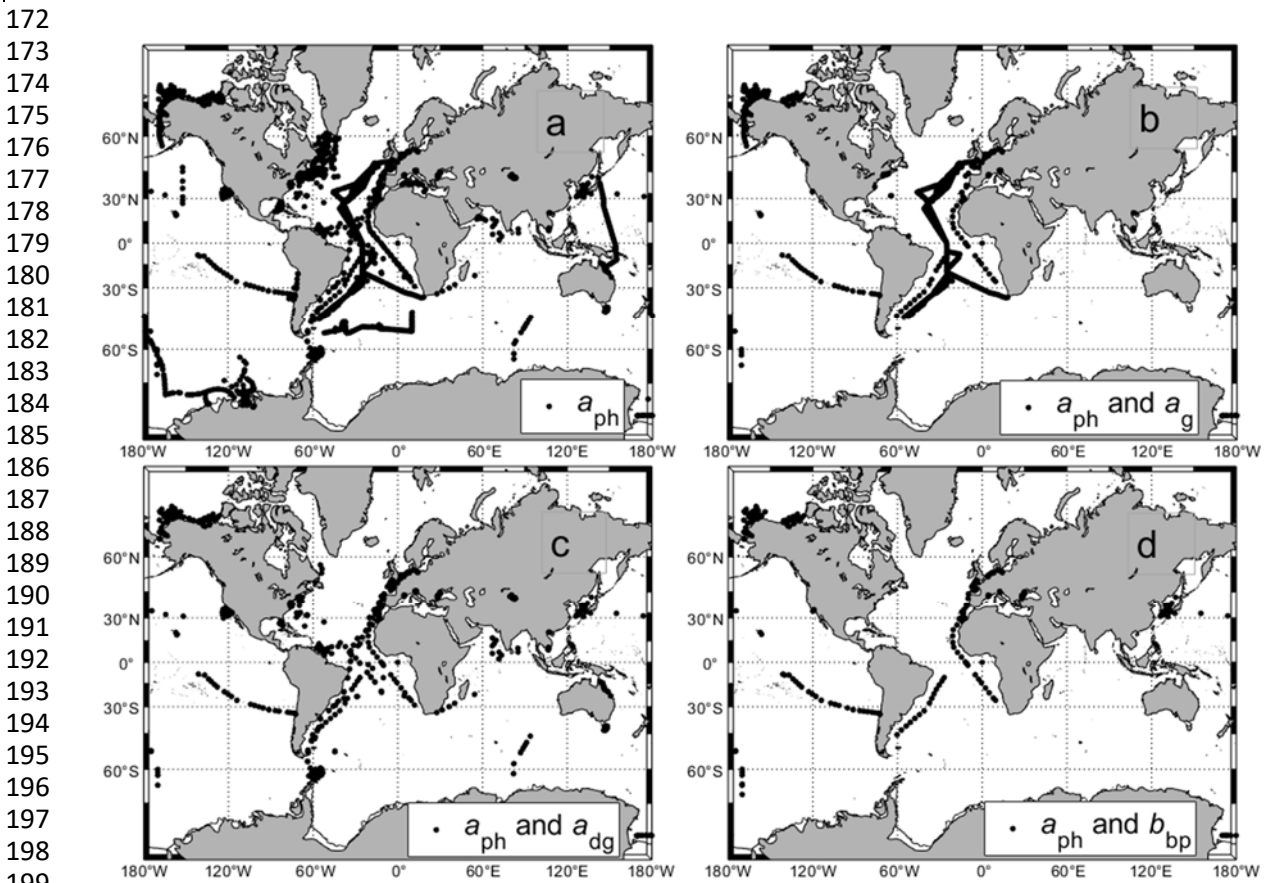 172
173
174
175
176
177
178
179
180
181
182
183
184
185
186
187
188
189
190
191
192
193
194
195
196
197
198
199
a
60°N
30°N
0°
30°S
60°S
aph
180°W 120°W 60°W 0° 60°E 120°E 180°W
b
60°N
30°N
0°
30°S
60°S
aph and ag
180°W 120°W 60°W 0° 60°E 120°E 180°W
c
60°N
30°N
0°
30°S
60°S
aph and adg
180°W 120°W 60°W 0° 60°E 120°E 180°W
d
60°N
30°N
0°
30°S
60°S
aph and bbp
180°W 120°W 60°W 0° 60°E 120°E 180°W